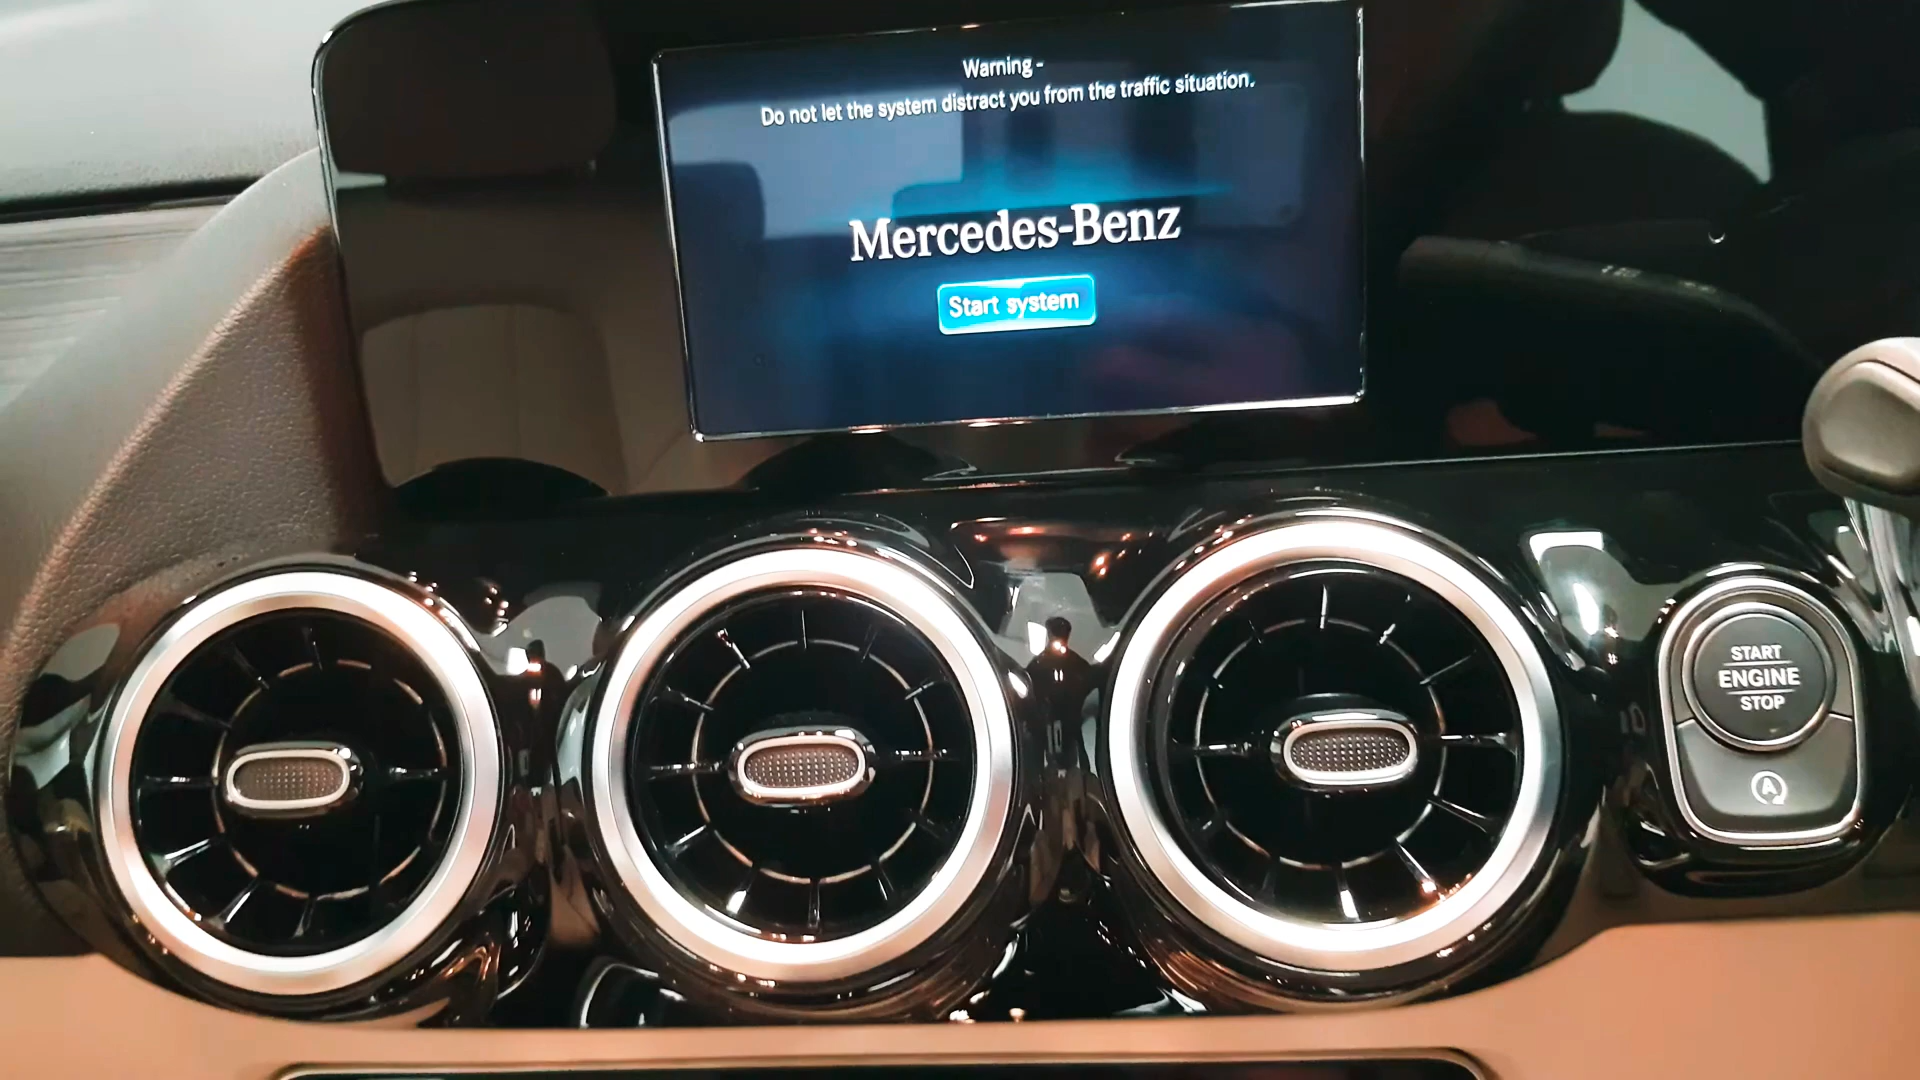 Warning -
Do not let the system distract you from the traffic situation.
Mercedes-Benz
Start system
START
ENGINE
STOP
A